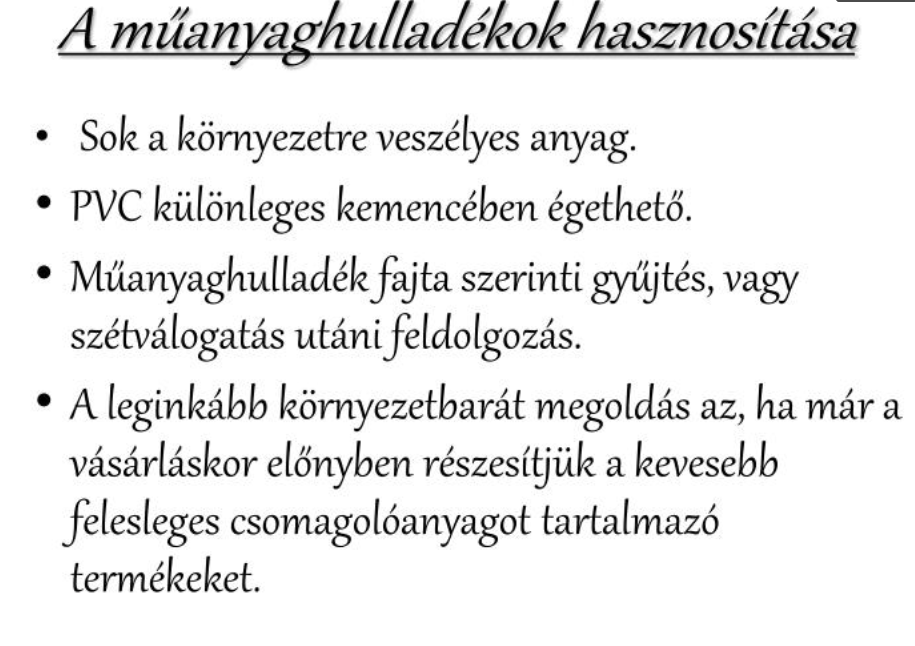 A műanyaghulladékok hasznosítása
• Sok a környezetre veszélyes anyag.
• PVC különleges kemencében égethető.
• Műanyaghulladék fajta szerinti gyűjtés, vagy
szétválogatás utáni feldolgozás.
• A leginkább környezetbarát megoldás az, ha már a
vásárláskor előnyben részesítjük a kevesebb
felesleges csomagolóanyagot tartalmazó
termékeket.